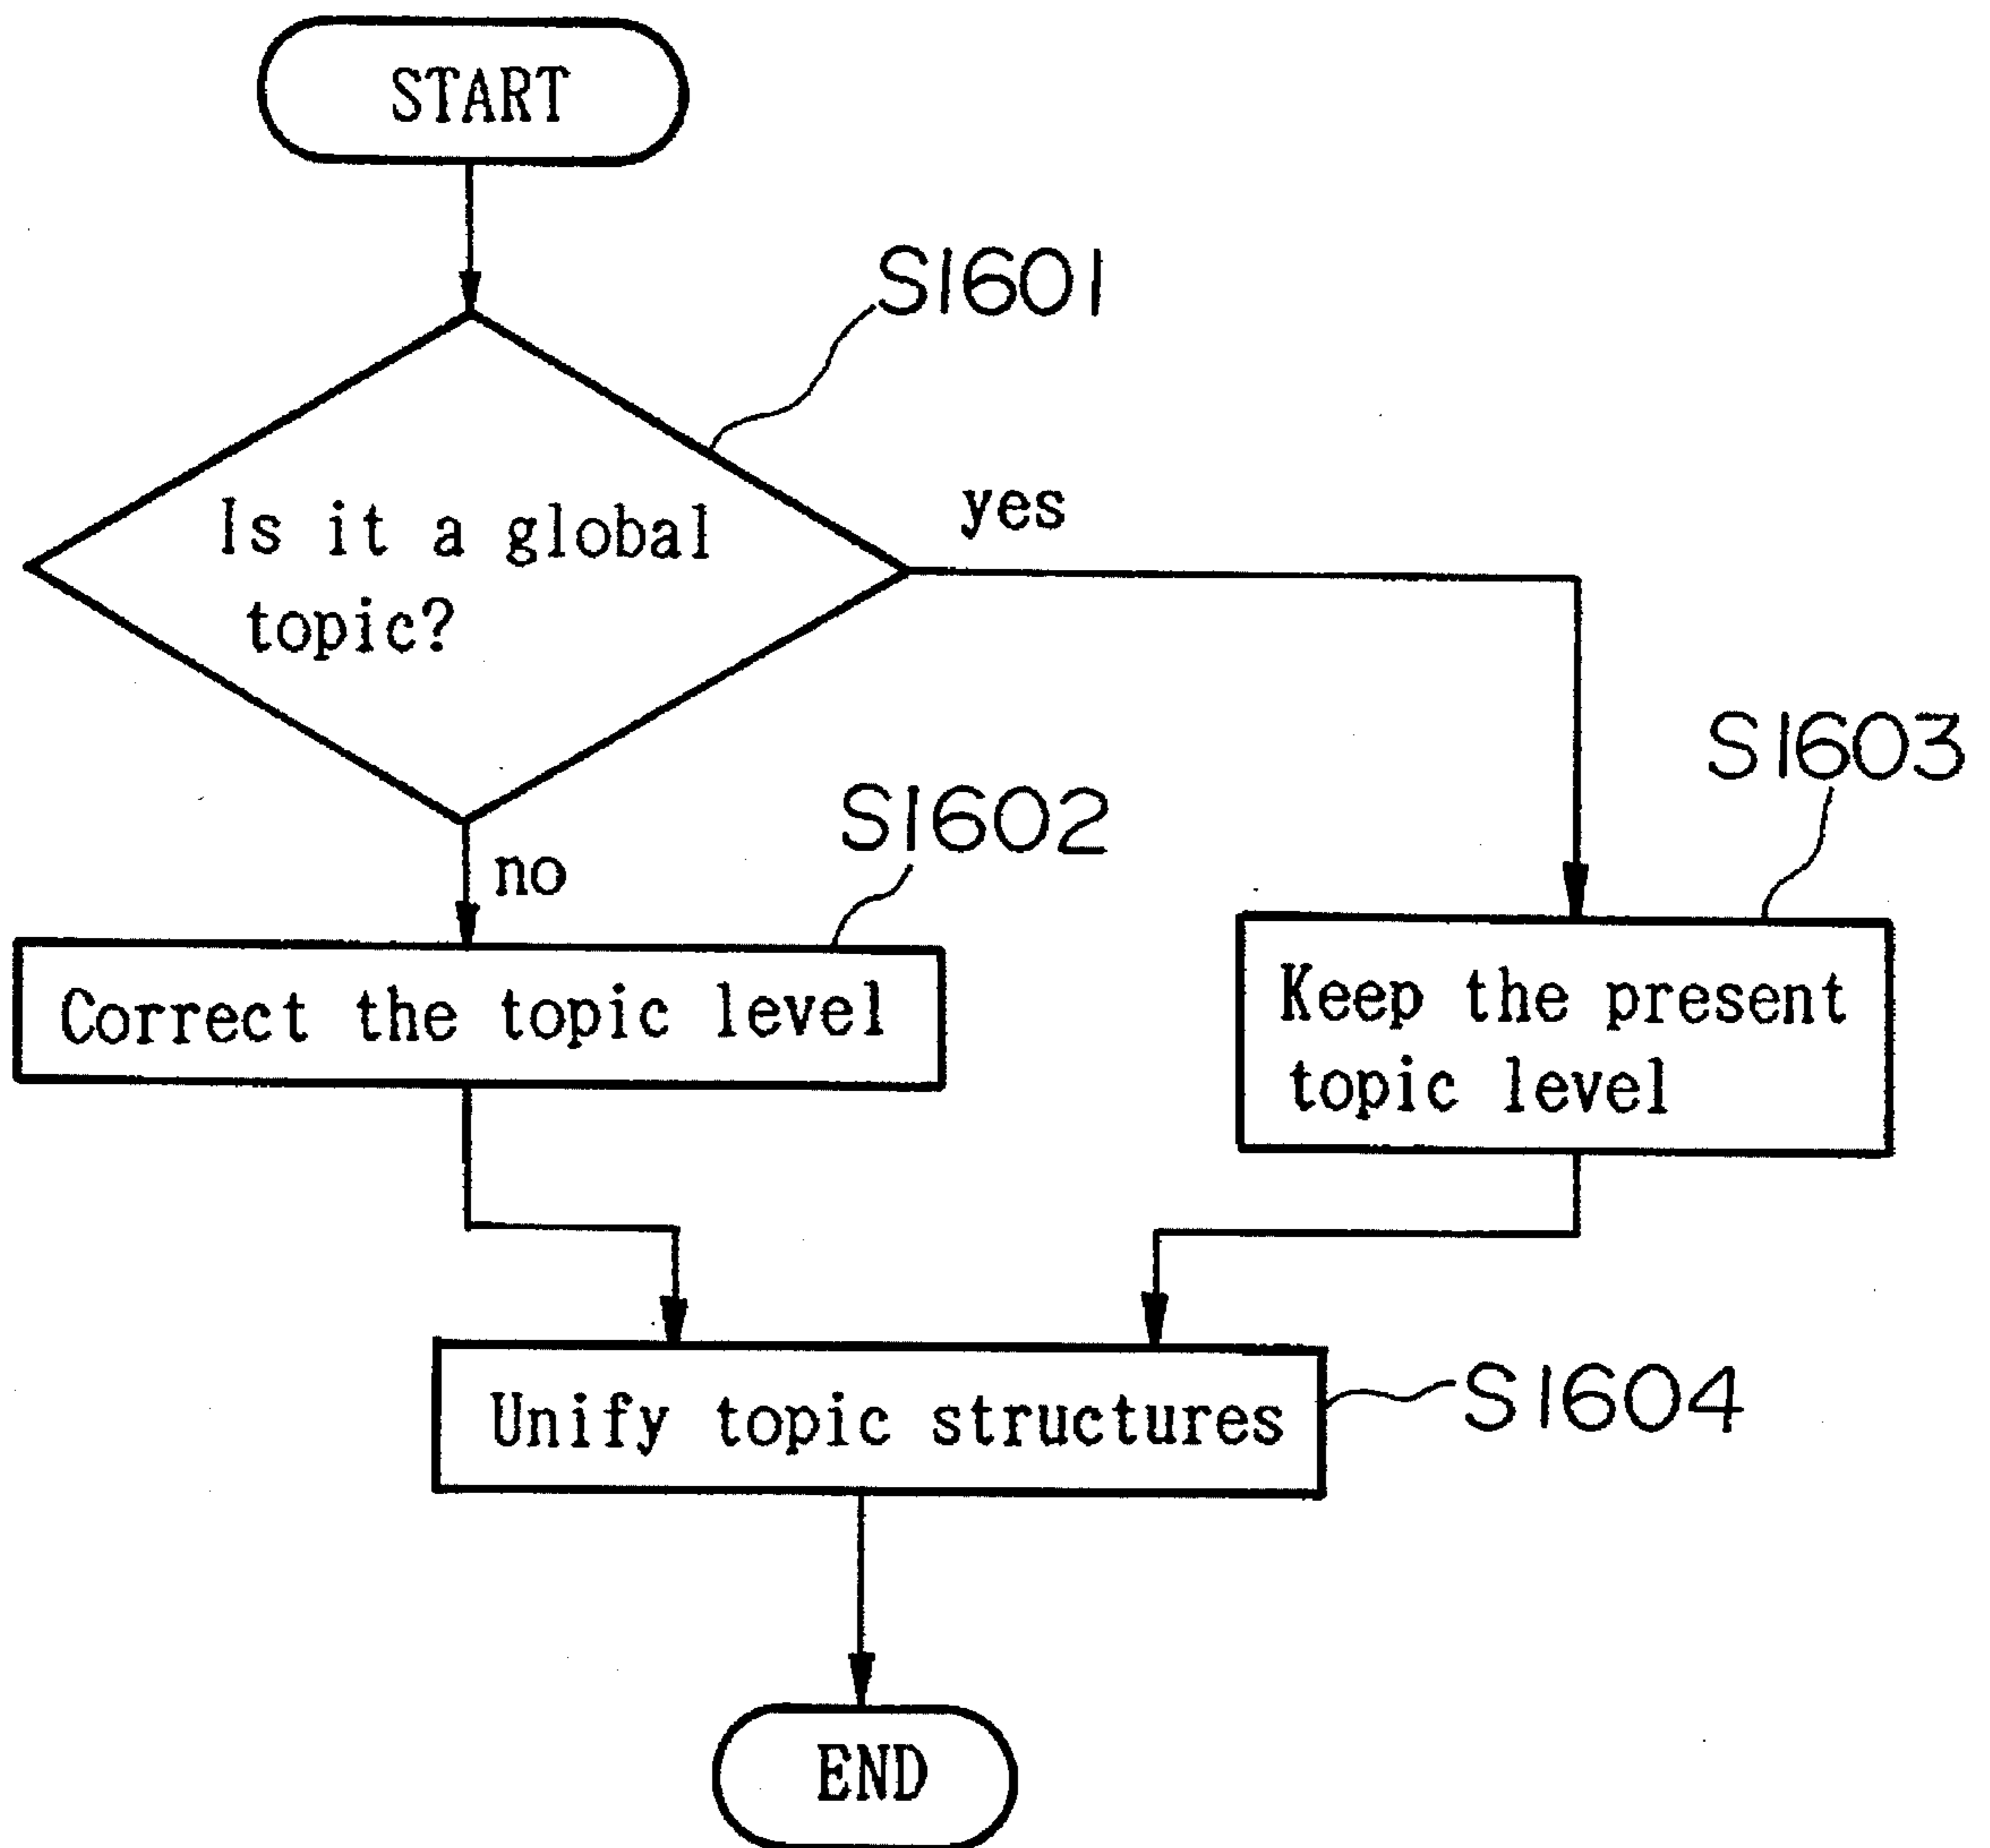 START
S1601
Is it a global
topic?
yes
no
S1602
S1603
Correct the topic level
Keep the present
topic level
Unify topic structures
S1604
END